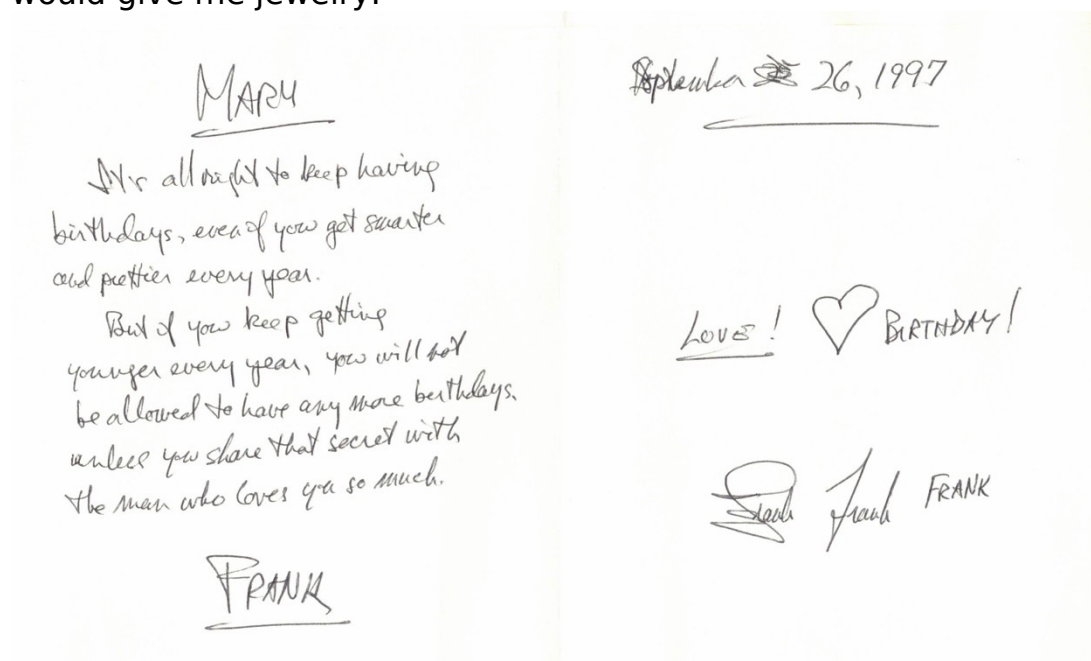 would give me jewelry.
MARY
It's all right to keep having
birthdays, even if you get smarter
and prettier every year.
But if you keep getting
younger every year, you will not
be allowed to have any more birthdays,
unless you share that secret with
the man who loves you so much.
FRANK
September 26, 1997
LOVE! BIRTHDAY!
Frank Frank FRANK